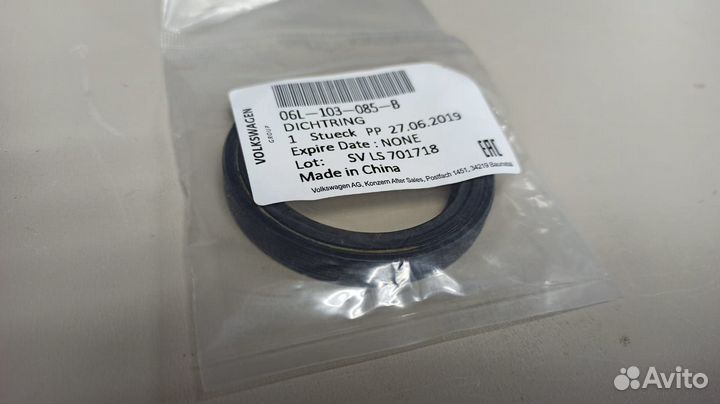 VOLKSWAGEN
GROUP
06L-103-085-B
DICHTRING
1 Stueck PP 27.06.2019
Expire Date : NONE
Lot: SV LS 701718
Made in China
EAC
Volkswagen AG, Konzern After Sales, Postfach 1451, 34219 Baunatal
Avito